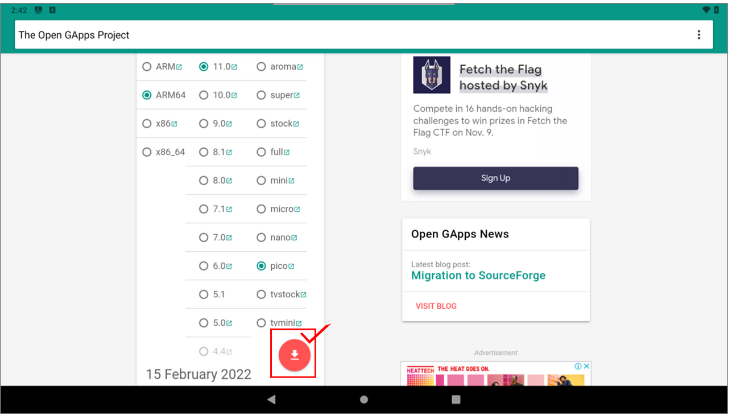 2:42
The Open GApps Project
ARM 11.0 aroma
ARM64 10.0 super
x86 9.0 stock
x86_64 8.1 full
8.0 mini
7.1 micro
7.0 nano
6.0 pico
5.1 tvstock
5.0 tvmini
4.4
15 February 2022
Fetch the Flag
hosted by Snyk
Compete in 16 hands-on hacking
challenges to win prizes in Fetch the
Flag CTF on Nov. 9.
Snyk
Sign Up
Open GApps News
Latest blog post:
Migration to SourceForge
VISIT BLOG
Advertisement
HEATTECH THE HEAT GOES ON.